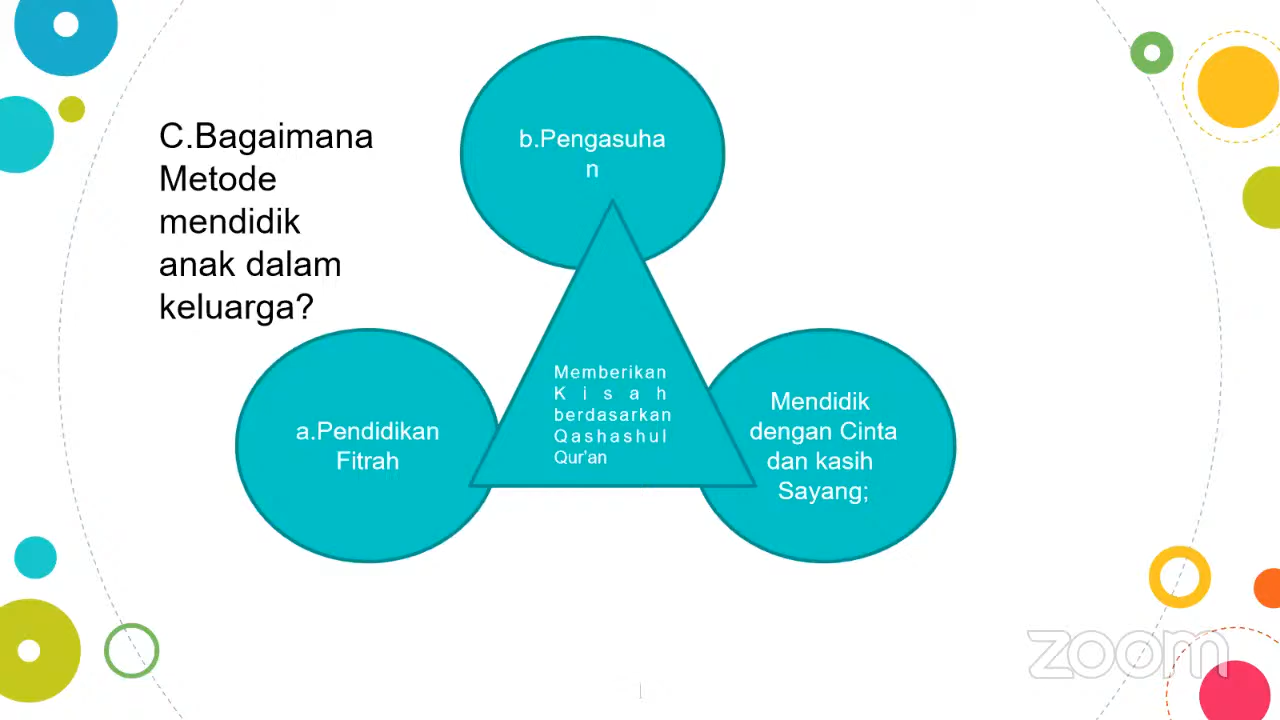 C.Bagaimana
Metode
mendidik
anak dalam
keluarga?
b.Pengasuha
n
a.Pendidikan
Fitrah
Memberikan
K i s a h
berdasarkan
Qashashul
Qur'an
Mendidik
dengan Cinta
dan kasih
Sayang;
zoom